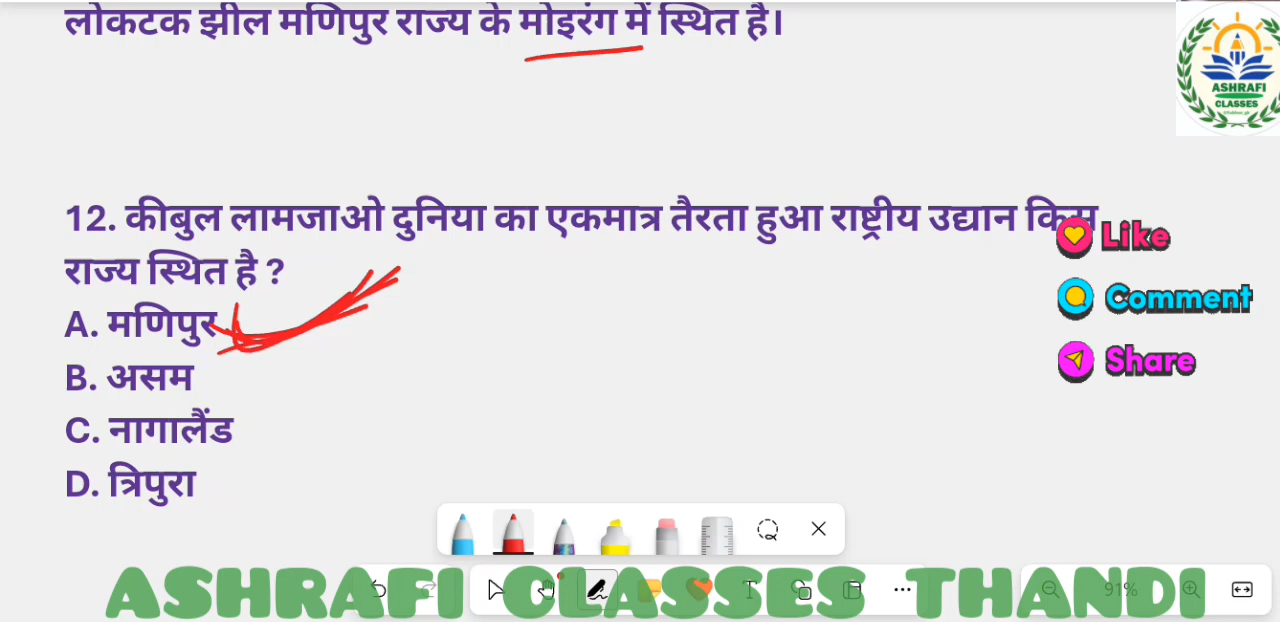 लोकटक झील मणिपुर राज्य के मोइरंग में स्थित है।
ASHRAFI
CLASSES
12. कीबुल लामजाओ दुनिया का एकमात्र तैरता हुआ राष्ट्रीय उद्यान किस
राज्य स्थित है ?
Like
Comment
Share
A. मणिपुर
B. असम
C. नागालैंड
D. त्रिपुरा
91%
ASHRAFI CLASSES THANDI